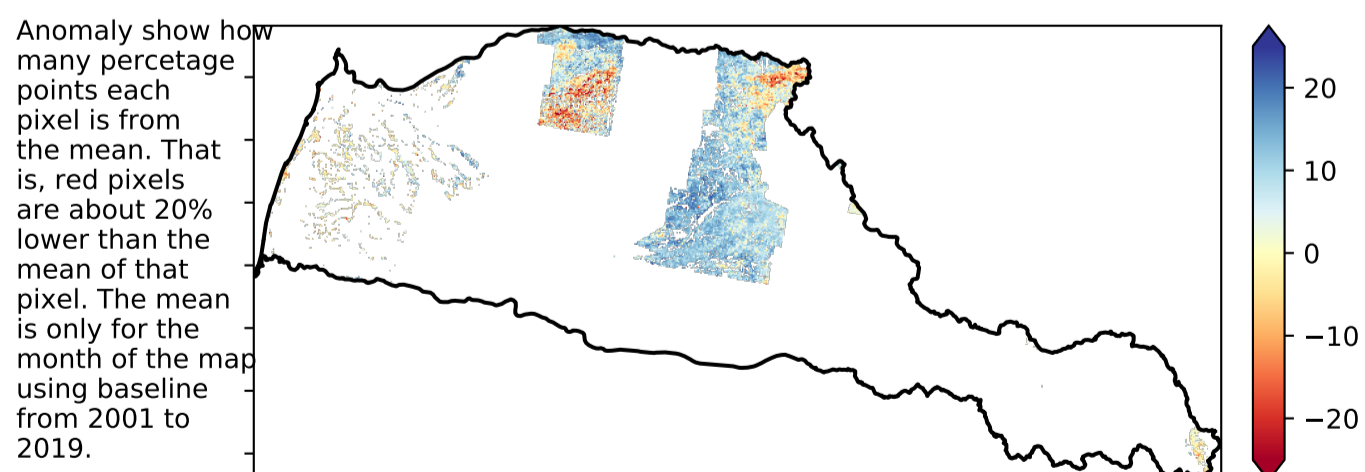 Anomaly show how
many percetage
points each
pixel is from
the mean. That
is, red pixels
are about 20%
lower than the
mean of that
pixel. The mean
is only for the
month of the map
using baseline
from 2001 to
2019.
20
10
0
−10
−20